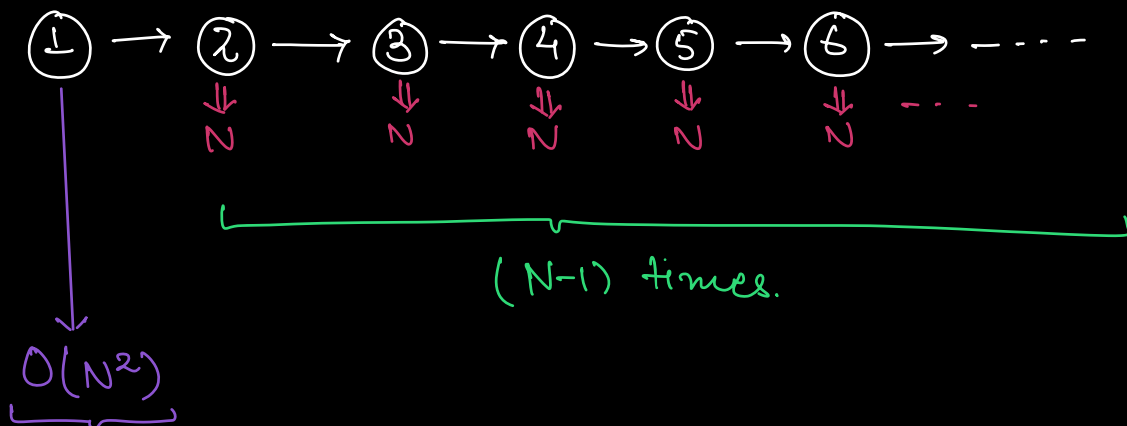 1 → 2 → 3 → 4 → 5 → 6 → - - - -
⇓ ⇓ ⇓ ⇓ ⇓ - - -
N N N N N
(N-1) times.
O(N²)